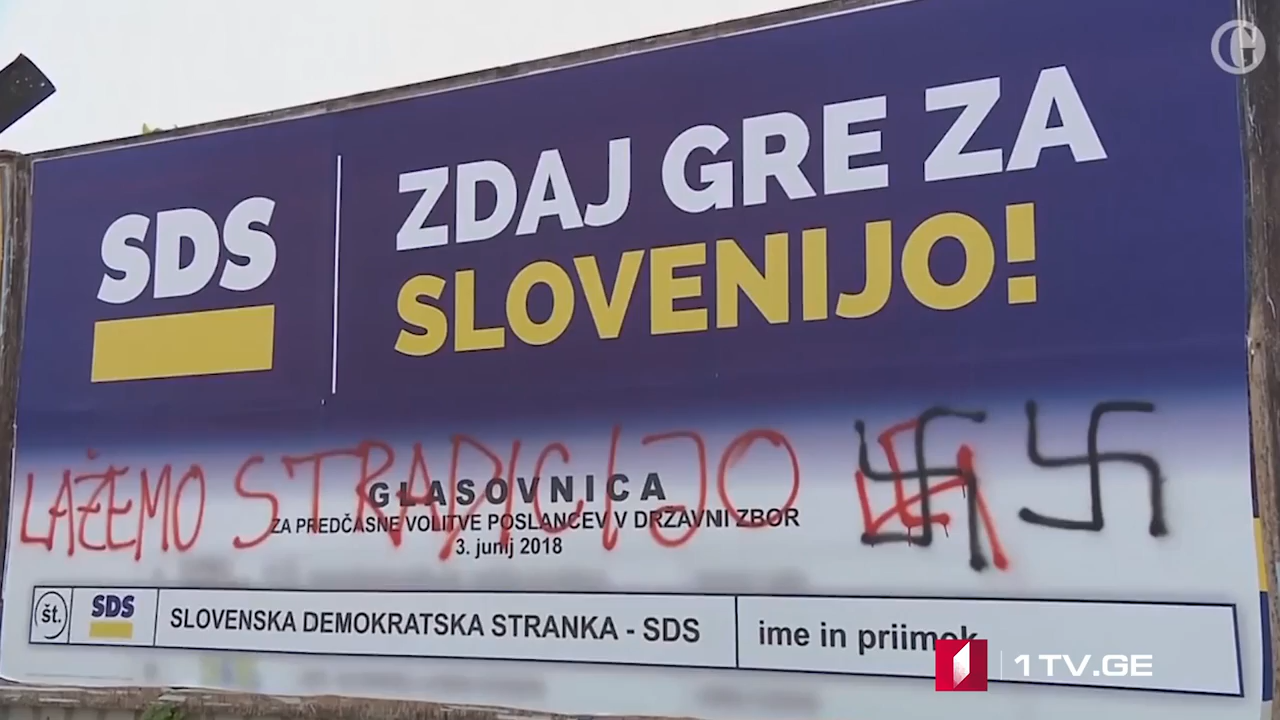 SDS
ZDAJ GRE ZA
SLOVENIJO!
LAŽEMO STRADICIJO
GLASOVNICA
ZA PREDČASNE VOLITVE POSLANCEV V DRŽAVNI ZBOR
3. junij 2018
št. SDS SLOVENSKA DEMOKRATSKA STRANKA - SDS ime in priimek
1TV.GE